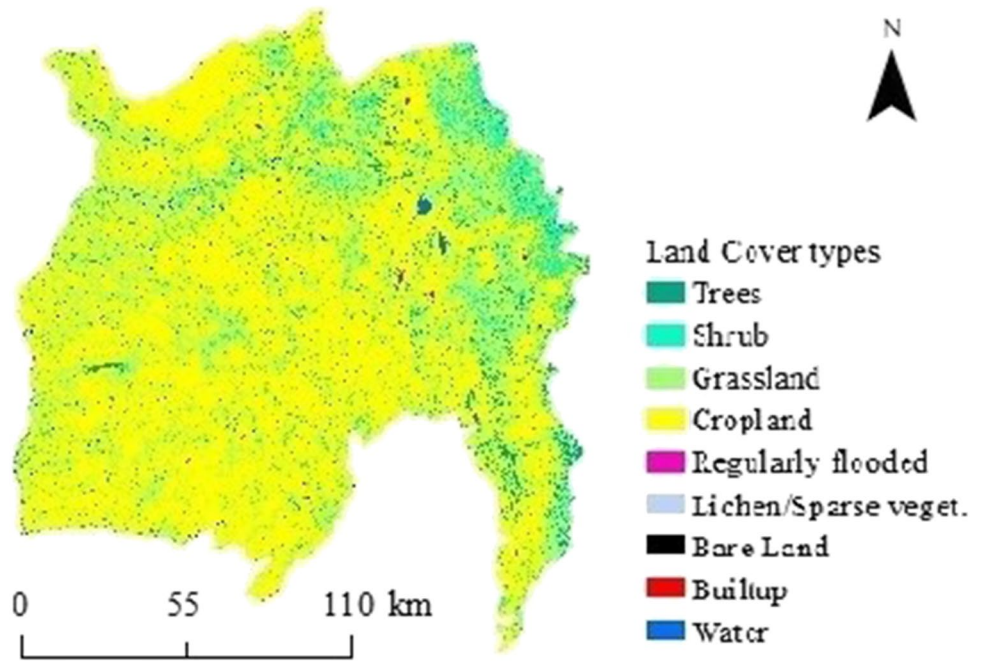 N
Land Cover types
Trees
Shrub
Grassland
Cropland
Regularly flooded
Lichen/Sparse veget.
Bare Land
Builtup
Water
0 55 110 km